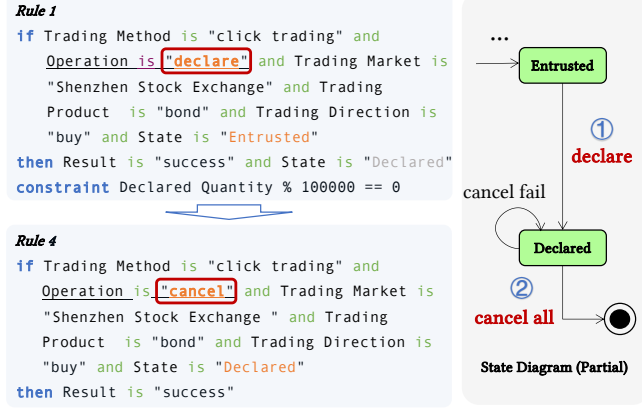 Rule 1
if Trading Method is "click trading" and
Operation is "declare" and Trading Market is
"Shenzhen Stock Exchange" and Trading
Product is "bond" and Trading Direction is
"buy" and State is "Entrusted"
then Result is "success" and State is "Declared"
constraint Declared Quantity % 100000 == 0
Rule 4
if Trading Method is "click trading" and
Operation is "cancel" and Trading Market is
"Shenzhen Stock Exchange " and Trading
Product is "bond" and Trading Direction is
"buy" and State is "Declared"
then Result is "success"
...
Entrusted
①
declare
cancel fail
Declared
②
cancel all
State Diagram (Partial)